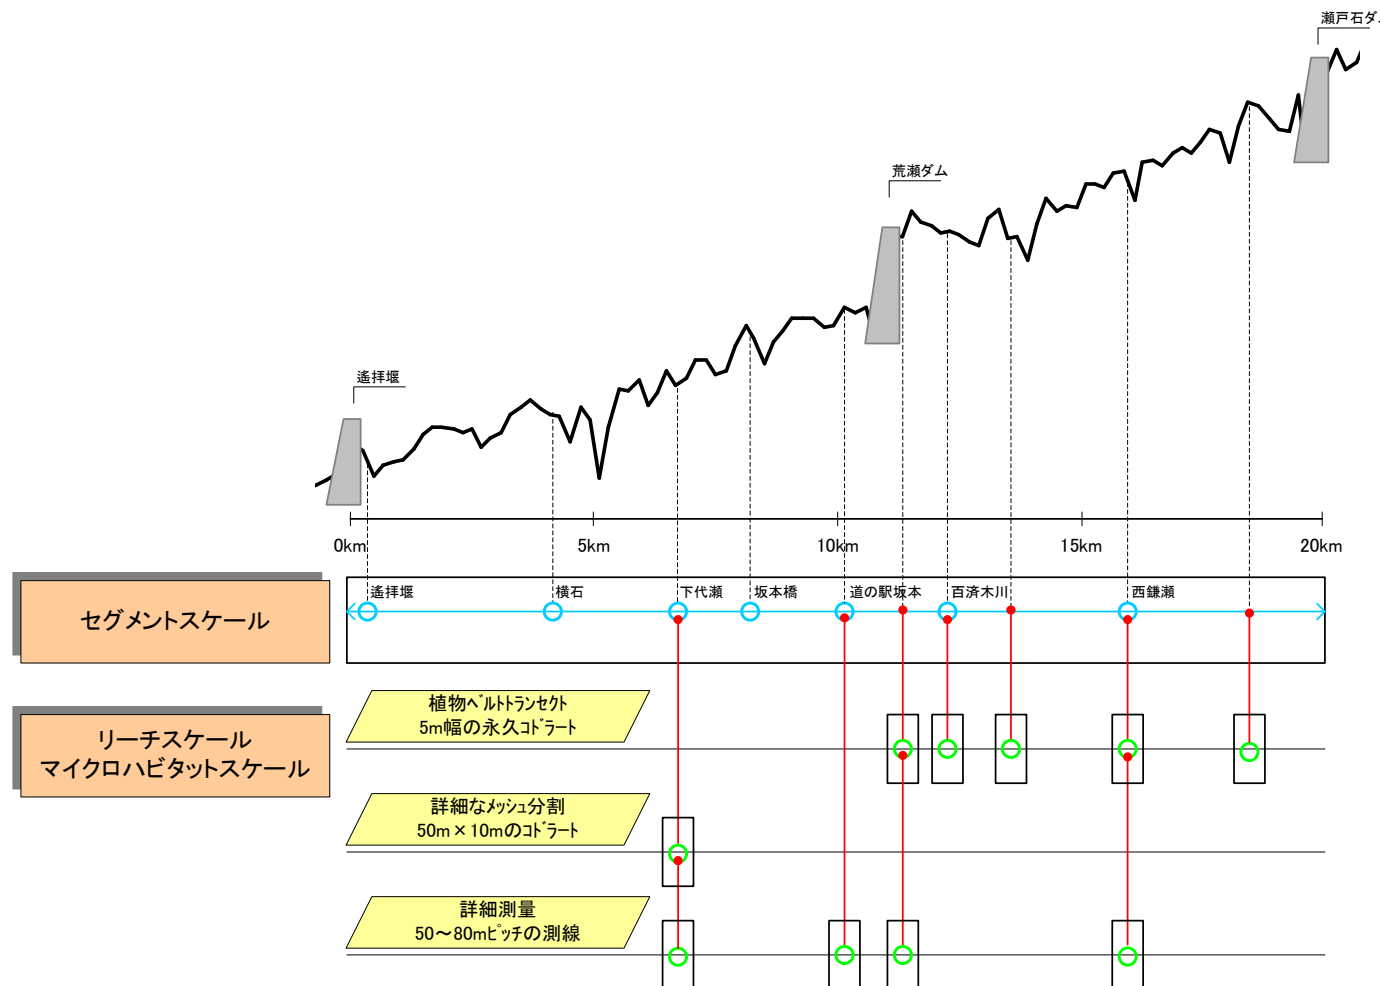 瀬戸石ダ
荒瀬ダム
遙拝堰
0km
5km
10km
15km
20km
セグメントスケール
遙拝堰
横石
下代瀬
坂本橋
道の駅坂本
百済木川
西鎌瀬
リーチスケール
マイクロハビタットスケール
植物ベルトトランセクト
5m幅の永久コドラート
詳細なメッシュ分割
50m×10mのコドラート
詳細測量
50～80mピッチの測線